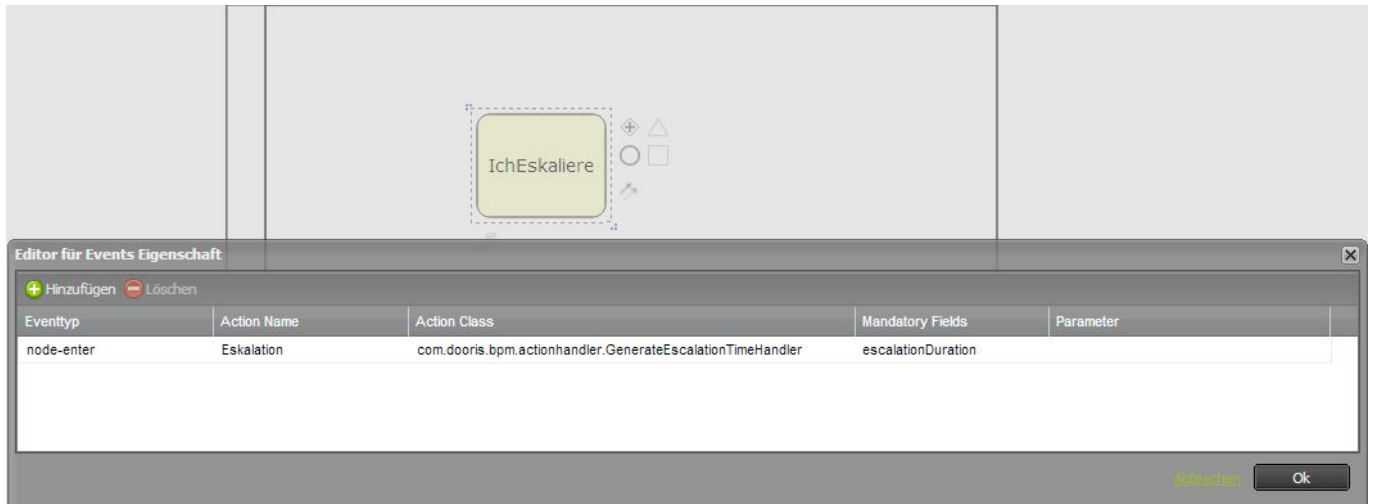 IchEskaliere
Editor für Events Eigenschaft
Hinzufügen Löschen
Eventtyp Action Name Action Class Mandatory Fields Parameter
node-enter Eskalation com.dooris.bpm.actionhandler.GenerateEscalationTimeHandler escalationDuration
Abbrechen Ok